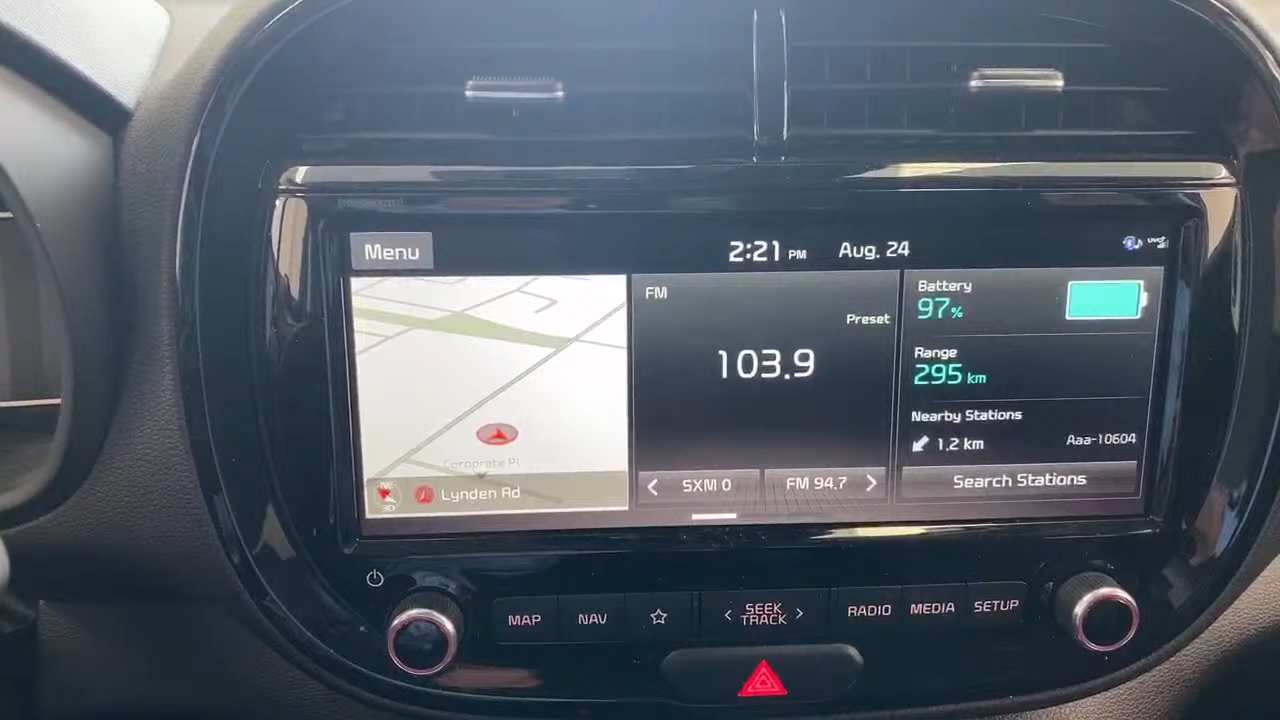 Menu
2:21 PM Aug. 24
FM
Preset
103.9
SXM 0
FM 94.7
Corporate Pl
NE
3D
Lynden Rd
Battery
97%
Range
295 km
Nearby Stations
1.2 km Aaa-10604
Search Stations
MAP
NAV
SEEK
TRACK
RADIO
MEDIA
SETUP